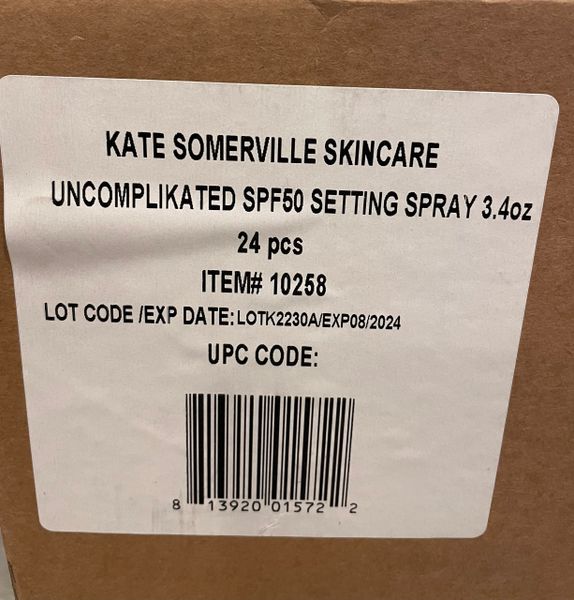 KATE SOMERVILLE SKINCARE
UNCOMPLIKATED SPF50 SETTING SPRAY 3.4oz
24 pcs
ITEM# 10258
LOT CODE /EXP DATE: LOTK2230A/EXP08/2024
UPC CODE:
8 13920 01572 2